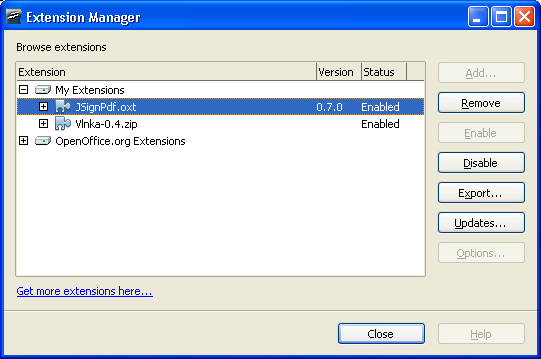 Extension Manager
Browse extensions
Extension Version Status
My Extensions
JSignPdf.oxt 0.7.0 Enabled
Vlnka-0.4.zip Enabled
OpenOffice.org Extensions
Add...
Remove
Enable
Disable
Export...
Updates...
Options...
Get more extensions here...
Close
Help